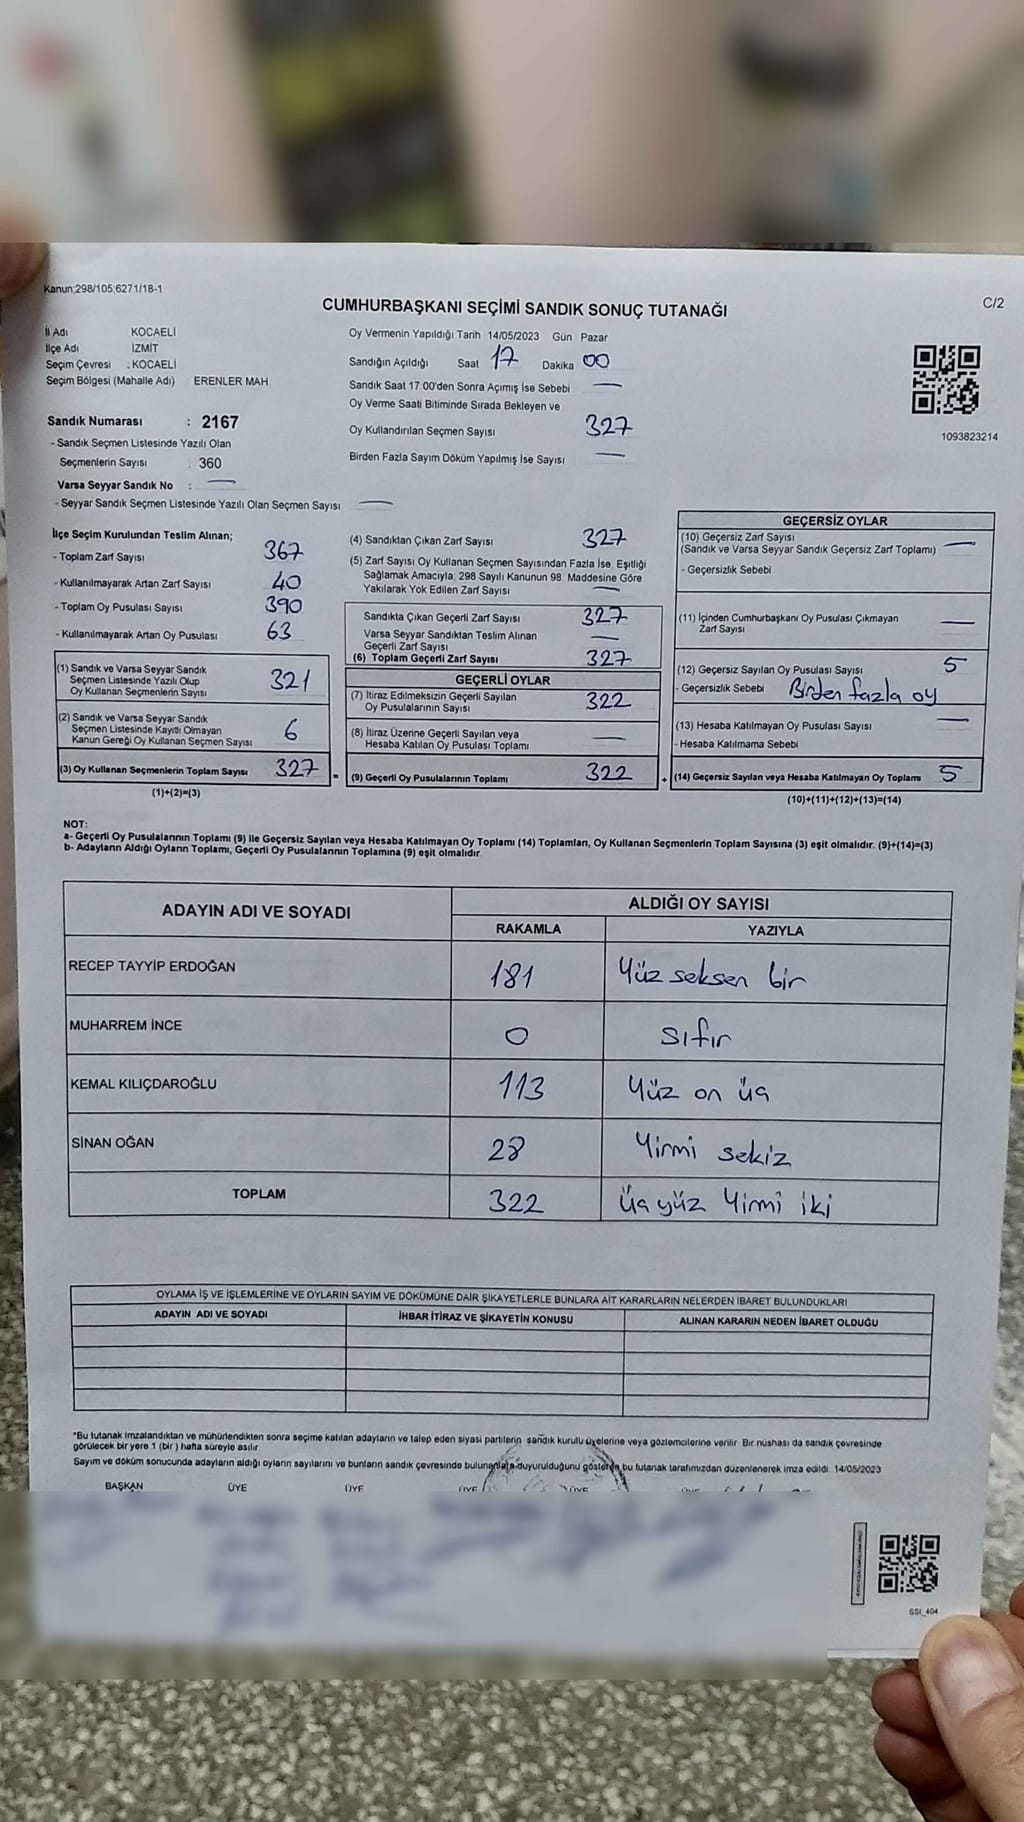 Kanun;298/105;6271/18-1
C/2
CUMHURBAŞKANI SEÇİMİ SANDIK SONUÇ TUTANAĞI
İl Adı KOCAELİ
İlçe Adı İZMİT
Seçim Çevresi : KOCAELİ
Seçim Bölgesi (Mahalle Adı) ERENLER MAH.
Sandık Numarası : 2167
- Sandık Seçmen Listesinde Yazılı Olan
Seçmenlerin Sayısı : 360
Varsa Seyyar Sandık No : —
- Seyyar Sandık Seçmen Listesinde Yazılı Olan Seçmen Sayısı —
Oy Vermenin Yapıldığı Tarih 14/05/2023 Gün Pazar
Sandığın Açıldığı Saat 17 Dakika 00
Sandık Saat 17 00'den Sonra Açımış İse Sebebi —
Oy Verme Saati Bitiminde Sırada Bekleyen ve
Oy Kullandırılan Seçmen Sayısı 327
Birden Fazla Sayım Döküm Yapılmış İse Sayısı —
1093823214
İlçe Seçim Kurulundan Teslim Alınan;
- Toplam Zarf Sayısı 367
- Kullanılmayarak Artan Zarf Sayısı 40
- Toplam Oy Pusulası Sayısı 390
- Kullanılmayarak Artan Oy Pusulası 63
(1) Sandık ve Varsa Seyyar Sandık
Seçmen Listesinde Yazılı Olup
Oy Kullanan Seçmenlerin Sayısı 321
(2) Sandık ve Varsa Seyyar Sandık
Seçmen Listesinde Kayıtlı Olmayan
Kanun Gereği Oy Kullanan Seçmen Sayısı 6
(3) Oy Kullanan Seçmenlerin Toplam Sayısı 327 =
(1)+(2)=(3)
(4) Sandıktan Çıkan Zarf Sayısı 327
(5) Zarf Sayısı Oy Kullanan Seçmen Sayısından Fazla İse, Eşitliği
Sağlamak Amacıyla, 298 Sayılı Kanunun 98. Maddesine Göre
Yakılarak Yok Edilen Zarf Sayısı —
Sandıkta Çıkan Geçerli Zarf Sayısı 327
Varsa Seyyar Sandıktan Teslim Alınan
Geçerli Zarf Sayısı —
(6) Toplam Geçerli Zarf Sayısı 327
GEÇERLİ OYLAR
(7) İtiraz Edilmeksizin Geçerli Sayılan
Oy Pusulalarının Sayısı 322
(8) İtiraz Üzerine Geçerli Sayılan veya
Hesaba Katılan Oy Pusulası Toplamı —
(9) Geçerli Oy Pusulalarının Toplamı 322 +
GEÇERSİZ OYLAR
(10) Geçersiz Zarf Sayısı
(Sandık ve Varsa Seyyar Sandık Geçersiz Zarf Toplamı) —
- Geçersizlik Sebebi
(11) İçinden Cumhurbaşkanı Oy Pusulası Çıkmayan
Zarf Sayısı —
(12) Geçersiz Sayılan Oy Pusulası Sayısı 5
- Geçersizlik Sebebi Birden fazla oy
(13) Hesaba Katılmayan Oy Pusulası Sayısı —
- Hesaba Katılmama Sebebi
(14) Geçersiz Sayılan veya Hesaba Katılmayan Oy Toplamı 5
(10)+(11)+(12)+(13)=(14)
NOT:
a- Geçerli Oy Pusulalarının Toplamı (9) ile Geçersiz Sayılan veya Hesaba Katılmayan Oy Toplamı (14) Toplamları, Oy Kullanan Seçmenlerin Toplam Sayısına (3) eşit olmalıdır. (9)+(14)=(3)
b- Adayların Aldığı Oyların Toplamı, Geçerli Oy Pusulalarının Toplamına (9) eşit olmalıdır.
ADAYIN ADI VE SOYADI ALDIĞI OY SAYISI
RAKAMLA YAZIYLA
RECEP TAYYİP ERDOĞAN 181 Yüz seksen bir
MUHARREM İNCE 0 sıfır
KEMAL KILIÇDAROĞLU 113 Yüz on üç
SİNAN OĞAN 28 Yirmi sekiz
TOPLAM 322 Üç yüz Yirmi iki
OYLAMA İŞ VE İŞLEMLERİNE VE OYLARIN SAYIM VE DÖKÜMÜNE DAİR ŞİKAYETLERLE BUNLARA AİT KARARLARIN NELERDEN İBARET BULUNDUKLARI
ADAYIN ADI VE SOYADI İHBAR İTİRAZ VE ŞİKAYETİN KONUSU ALINAN KARARIN NEDEN İBARET OLDUĞU
*Bu tutanak imzalandıktan ve mühürlendikten sonra seçime katılan adayların ve talep eden siyasi partilerin sandık kurulu üyelerine veya gözlemcilerine verilir. Bir nüshası da sandık çevresinde
görülecek bir yere 1 (bir) hafta süreyle asılır
Sayım ve döküm sonucunda adayların aldığı oyların sayılarını ve bunların sandık çevresinde bulunanlara duyurulduğunu gösteren bu tutanak tarafımızdan düzenlenerek imza edildi. 14/05/2023
BAŞKAN ÜYE ÜYE ÜYE ÜYE
SSI_404